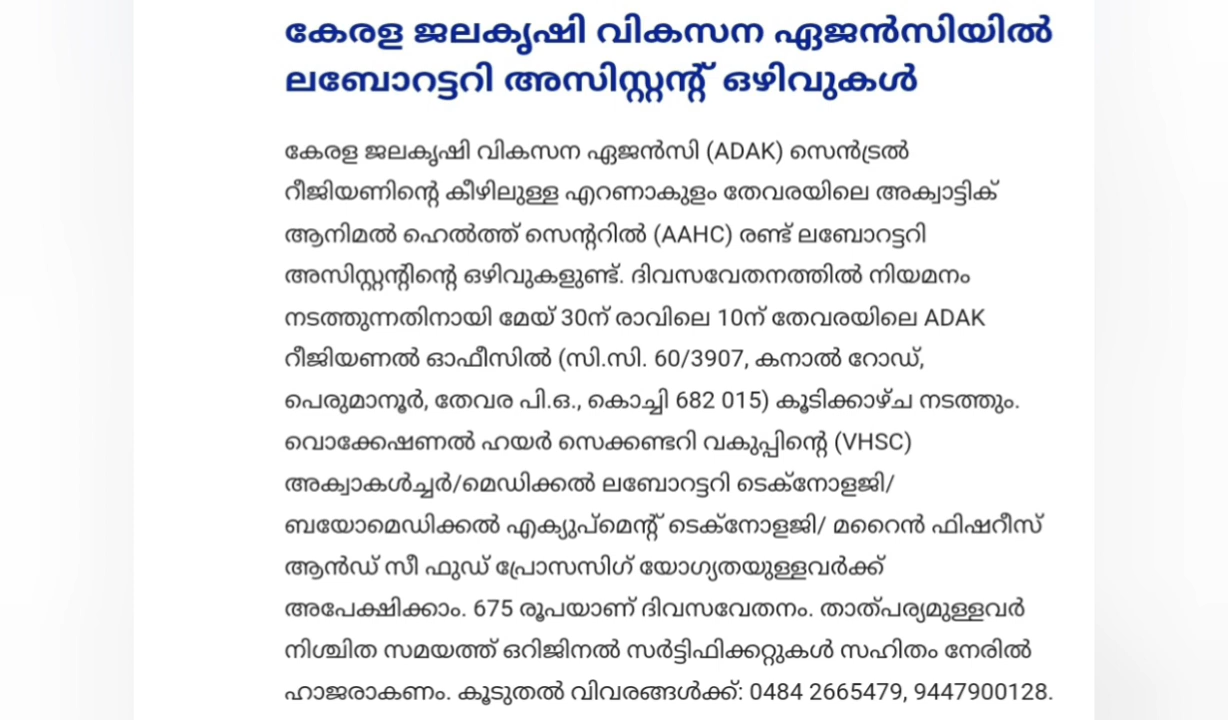 കേരള ജലകൃഷി വികസന ഏജൻസിയിൽ
ലബോറട്ടറി അസിസ്റ്റന്റ് ഒഴിവുകൾ
കേരള ജലകൃഷി വികസന ഏജൻസി (ADAK) സെൻട്രൽ
റീജിയണിന്റെ കീഴിലുള്ള എറണാകുളം തേവരയിലെ അക്വാട്ടിക്
ആനിമൽ ഹെൽത്ത് സെന്ററിൽ (AAHC) രണ്ട് ലബോറട്ടറി
അസിസ്റ്റന്റിന്റെ ഒഴിവുകളുണ്ട്. ദിവസവേതനത്തിൽ നിയമനം
നടത്തുന്നതിനായി മേയ് 30ന് രാവിലെ 10ന് തേവരയിലെ ADAK
റീജിയണൽ ഓഫീസിൽ (സി.സി. 60/3907, കനാൽ റോഡ്,
പെരുമാനൂർ, തേവര പി.ഒ., കൊച്ചി 682 015) കൂടിക്കാഴ്ച നടത്തും.
വൊക്കേഷണൽ ഹയർ സെക്കണ്ടറി വകുപ്പിന്റെ (VHSC)
അക്വാകൾച്ചർ/മെഡിക്കൽ ലബോറട്ടറി ടെക്നോളജി/
ബയോമെഡിക്കൽ എക്യുപ്മെന്റ് ടെക്നോളജി/ മറൈൻ ഫിഷറീസ്
ആൻഡ് സീ ഫുഡ് പ്രോസസിഗ് യോഗ്യതയുള്ളവർക്ക്
അപേക്ഷിക്കാം. 675 രൂപയാണ് ദിവസവേതനം. താത്പര്യമുള്ളവർ
നിശ്ചിത സമയത്ത് ഒറിജിനൽ സർട്ടിഫിക്കറ്റുകൾ സഹിതം നേരിൽ
ഹാജരാകണം. കൂടുതൽ വിവരങ്ങൾക്ക്: 0484 2665479, 9447900128.